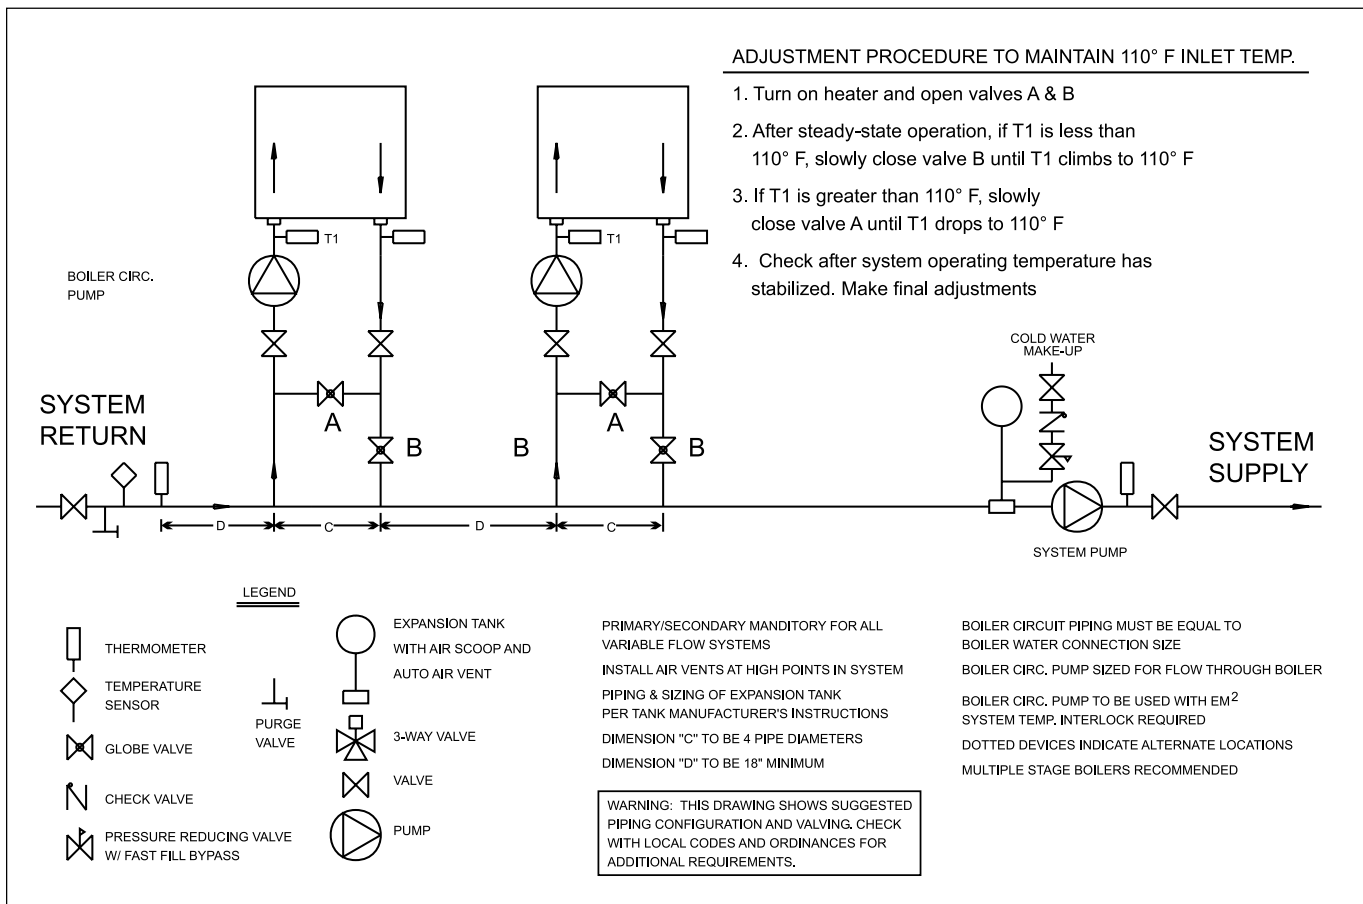 ADJUSTMENT PROCEDURE TO MAINTAIN 110° F INLET TEMP.
1. Turn on heater and open valves A & B
2. After steady-state operation, if T1 is less than
110° F, slowly close valve B until T1 climbs to 110° F
3. If T1 is greater than 110° F, slowly
close valve A until T1 drops to 110° F
4. Check after system operating temperature has
stabilized. Make final adjustments
T1
T1
BOILER CIRC.
PUMP
COLD WATER
MAKE-UP
SYSTEM
RETURN
A
B
B
A
B
SYSTEM
SUPPLY
D
C
D
C
SYSTEM PUMP
LEGEND
THERMOMETER
TEMPERATURE
SENSOR
GLOBE VALVE
CHECK VALVE
PRESSURE REDUCING VALVE
W/ FAST FILL BYPASS
PURGE
VALVE
EXPANSION TANK
WITH AIR SCOOP AND
AUTO AIR VENT
3-WAY VALVE
VALVE
PUMP
PRIMARY/SECONDARY MANDITORY FOR ALL
VARIABLE FLOW SYSTEMS
INSTALL AIR VENTS AT HIGH POINTS IN SYSTEM
PIPING & SIZING OF EXPANSION TANK
PER TANK MANUFACTURER'S INSTRUCTIONS
DIMENSION "C" TO BE 4 PIPE DIAMETERS
DIMENSION "D" TO BE 18" MINIMUM
WARNING: THIS DRAWING SHOWS SUGGESTED
PIPING CONFIGURATION AND VALVING. CHECK
WITH LOCAL CODES AND ORDINANCES FOR
ADDITIONAL REQUIREMENTS.
BOILER CIRCUIT PIPING MUST BE EQUAL TO
BOILER WATER CONNECTION SIZE
BOILER CIRC. PUMP SIZED FOR FLOW THROUGH BOILER
BOILER CIRC. PUMP TO BE USED WITH EM²
SYSTEM TEMP. INTERLOCK REQUIRED
DOTTED DEVICES INDICATE ALTERNATE LOCATIONS
MULTIPLE STAGE BOILERS RECOMMENDED